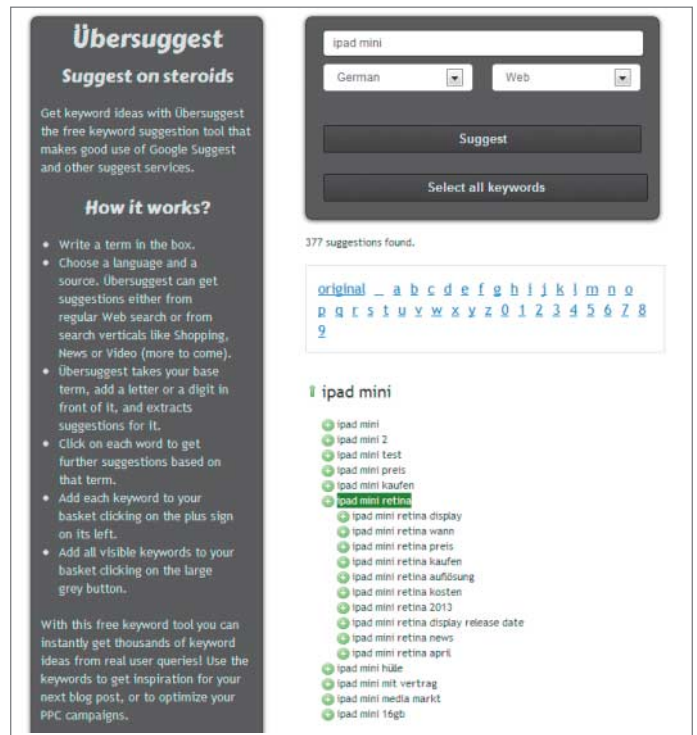 Übersuggest
Suggest on steroids
Get keyword ideas with Übersuggest
the free keyword suggestion tool that
makes good use of Google Suggest
and other suggest services.
How it works?
Write a term in the box.
Choose a language and a
source. Übersuggest can get
suggestions either from
regular Web search or from
search verticals like Shopping,
News or Video (more to come).
Übersuggest takes your base
term, add a letter or a digit in
front of it, and extracts
suggestions for it.
Click on each word to get
further suggestions based on
that term.
Add each keyword to your
basket clicking on the plus sign
on its left.
Add all visible keywords to your
basket clicking on the large
grey button.
With this free keyword tool you can
instantly get thousands of keyword
ideas from real user queries! Use the
keywords to get inspiration for your
next blog post, or to optimize your
PPC campaigns.
ipad mini
German Web
Suggest
Select all keywords
377 suggestions found.
original _ a b c d e f g h i j k l m n o
p q r s t u v w x y z 0 1 2 3 4 5 6 7 8
9
ipad mini
ipad mini
ipad mini 2
ipad mini test
ipad mini preis
ipad mini kaufen
ipad mini retina
ipad mini retina display
ipad mini retina wann
ipad mini retina preis
ipad mini retina kaufen
ipad mini retina auflösung
ipad mini retina kosten
ipad mini retina 2013
ipad mini retina display release date
ipad mini retina news
ipad mini retina april
ipad mini hülle
ipad mini mit vertrag
ipad mini media markt
ipad mini 16gb